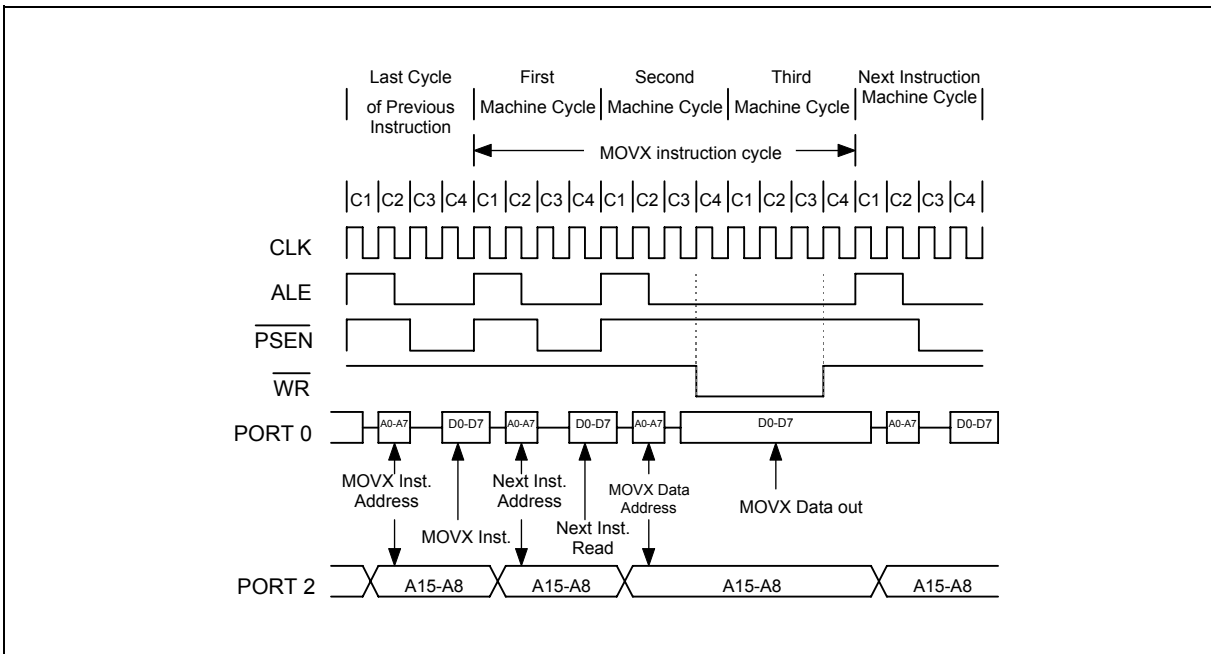 Last Cycle
of Previous
Instruction
First
Machine Cycle
Second
Machine Cycle
Third
Machine Cycle
Next Instruction
Machine Cycle
MOVX instruction cycle
C1 C2 C3 C4 C1 C2 C3 C4 C1 C2 C3 C4 C1 C2 C3 C4 C1 C2 C3 C4
CLK
ALE
PSEN
WR
PORT 0
A0-A7 D0-D7 A0-A7 D0-D7 A0-A7 D0-D7 A0-A7 D0-D7
MOVX Inst.
Address
MOVX Inst.
Next Inst.
Address
Next Inst.
Read
MOVX Data
Address
MOVX Data out
PORT 2
A15-A8 A15-A8 A15-A8 A15-A8